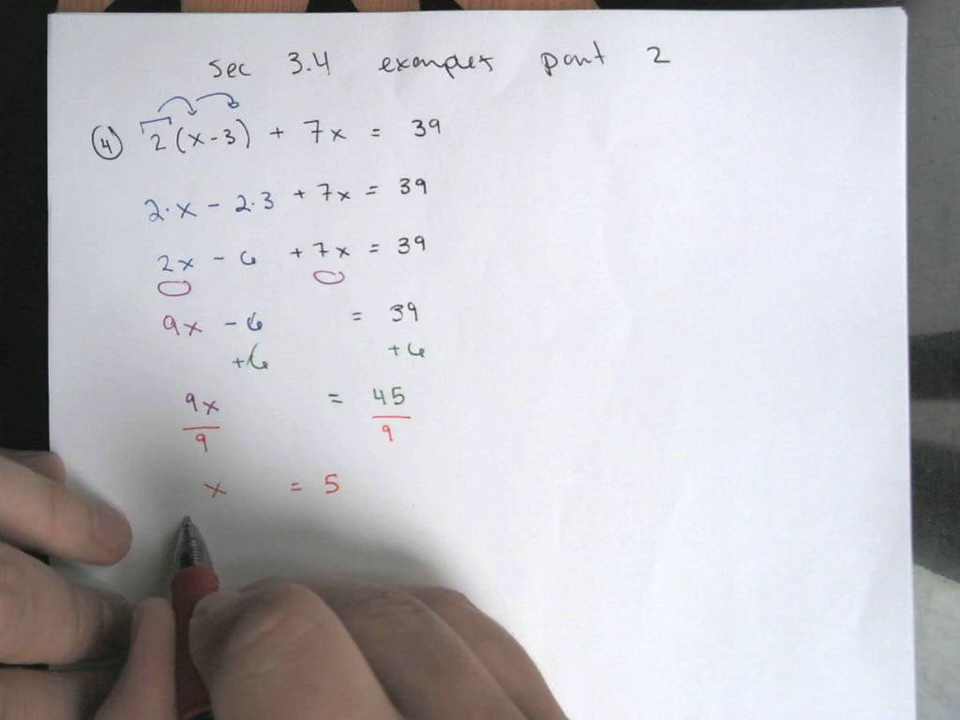 Sec 3.4 examples part 2
④ 2(x-3) + 7x = 39
2·x - 2·3 + 7x = 39
2x - 6 + 7x = 39
9x - 6 = 39
+6 +6
9x = 45
9 9
x = 5